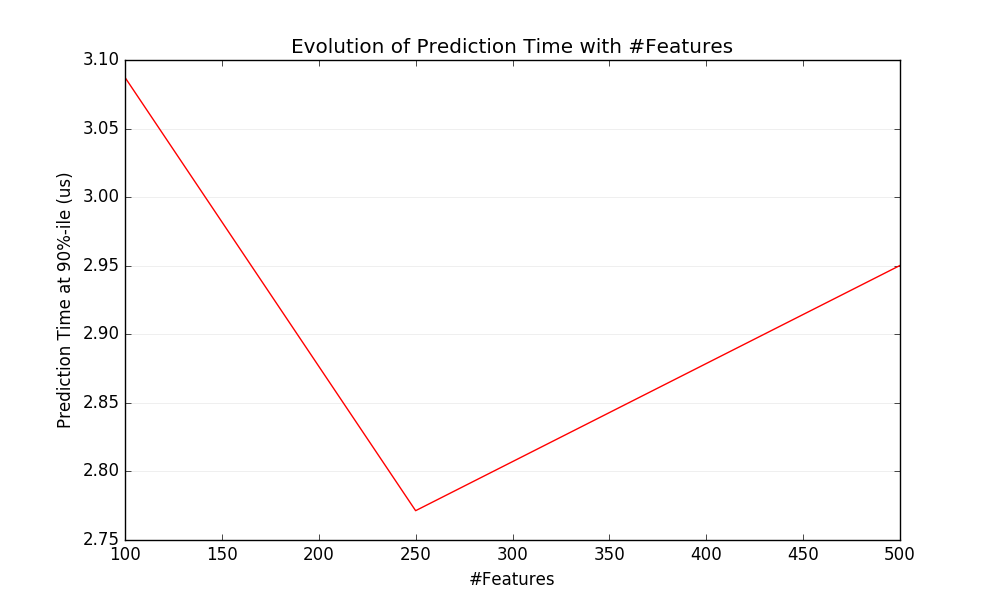 Evolution of Prediction Time with #Features
3.10
3.05
3.00
2.95
2.90
2.85
2.80
2.75
Prediction Time at 90%-ile (us)
100 150 200 250 300 350 400 450 500
#Features